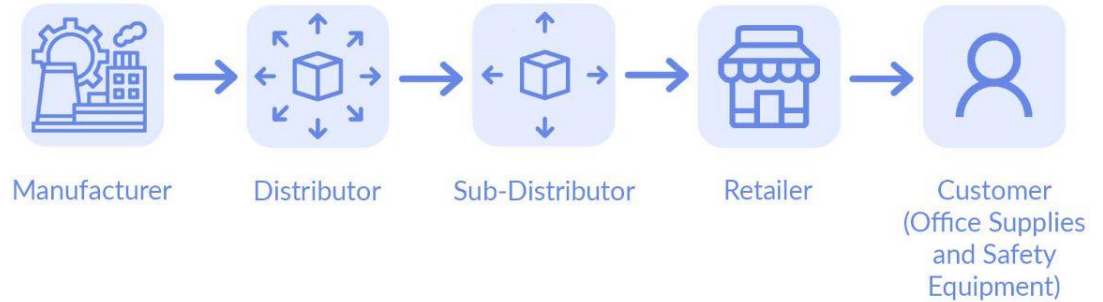 Manufacturer
Distributor
Sub-Distributor
Retailer
Customer
(Office Supplies
and Safety
Equipment)